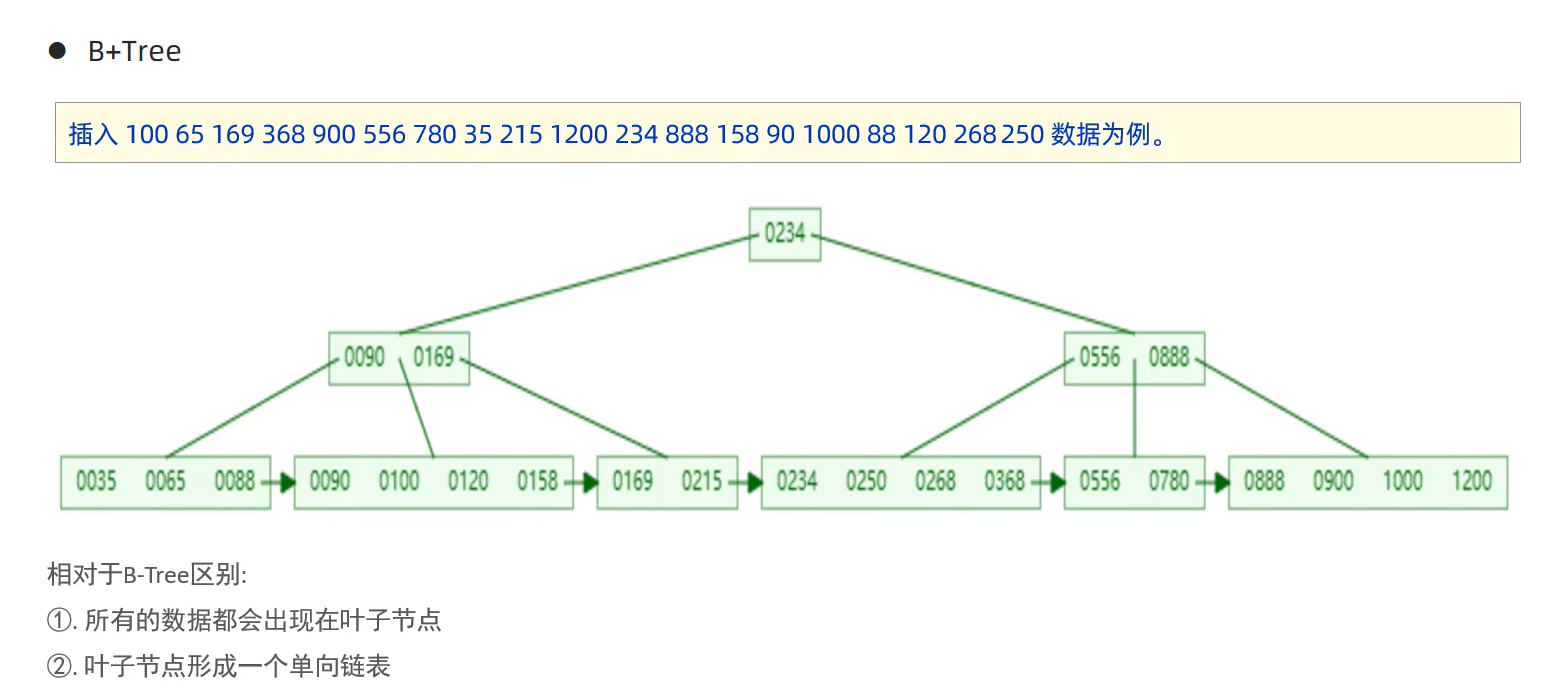 ● B+Tree
插入 100 65 169 368 900 556 780 35 215 1200 234 888 158 90 1000 88 120 268 250 数据为例。
0234
0090 0169 0556 0888
0035 0065 0088 0090 0100 0120 0158 0169 0215 0234 0250 0268 0368 0556 0780 0888 0900 1000 1200
相对于B-Tree区别:
①. 所有的数据都会出现在叶子节点
②. 叶子节点形成一个单向链表